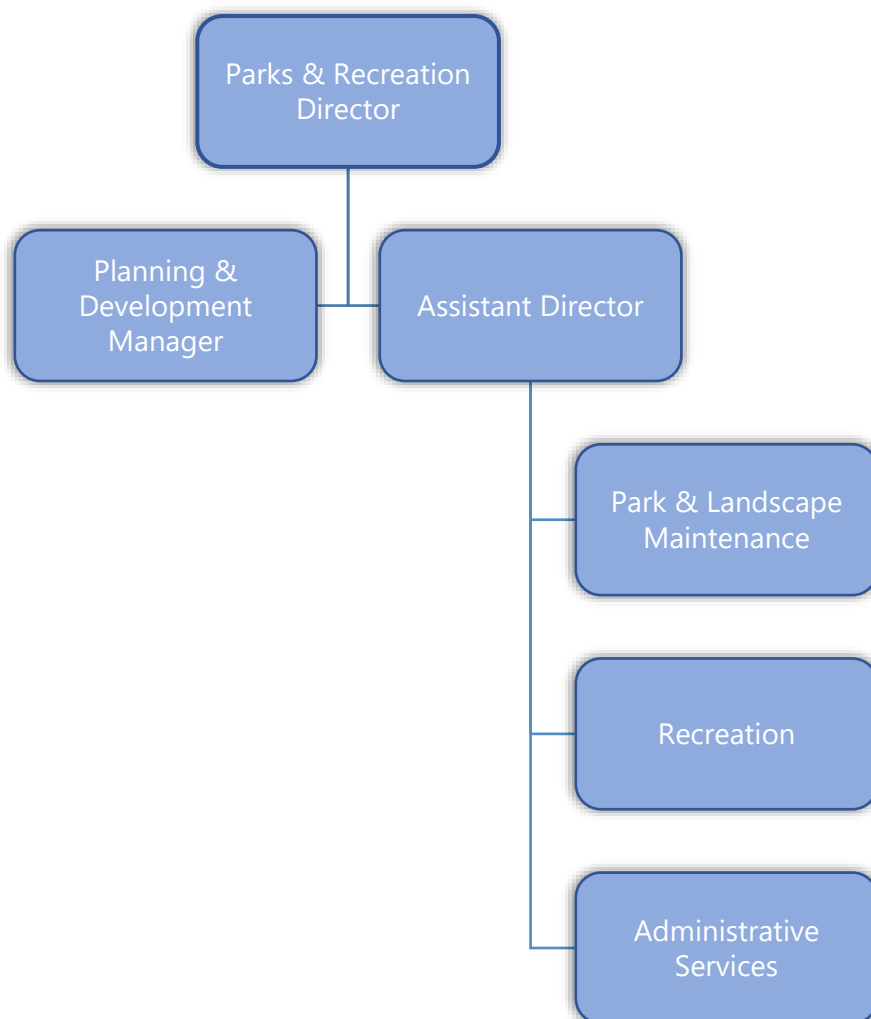 Parks & Recreation
Director
Planning &
Development
Manager
Assistant Director
Park & Landscape
Maintenance
Recreation
Administrative
Services